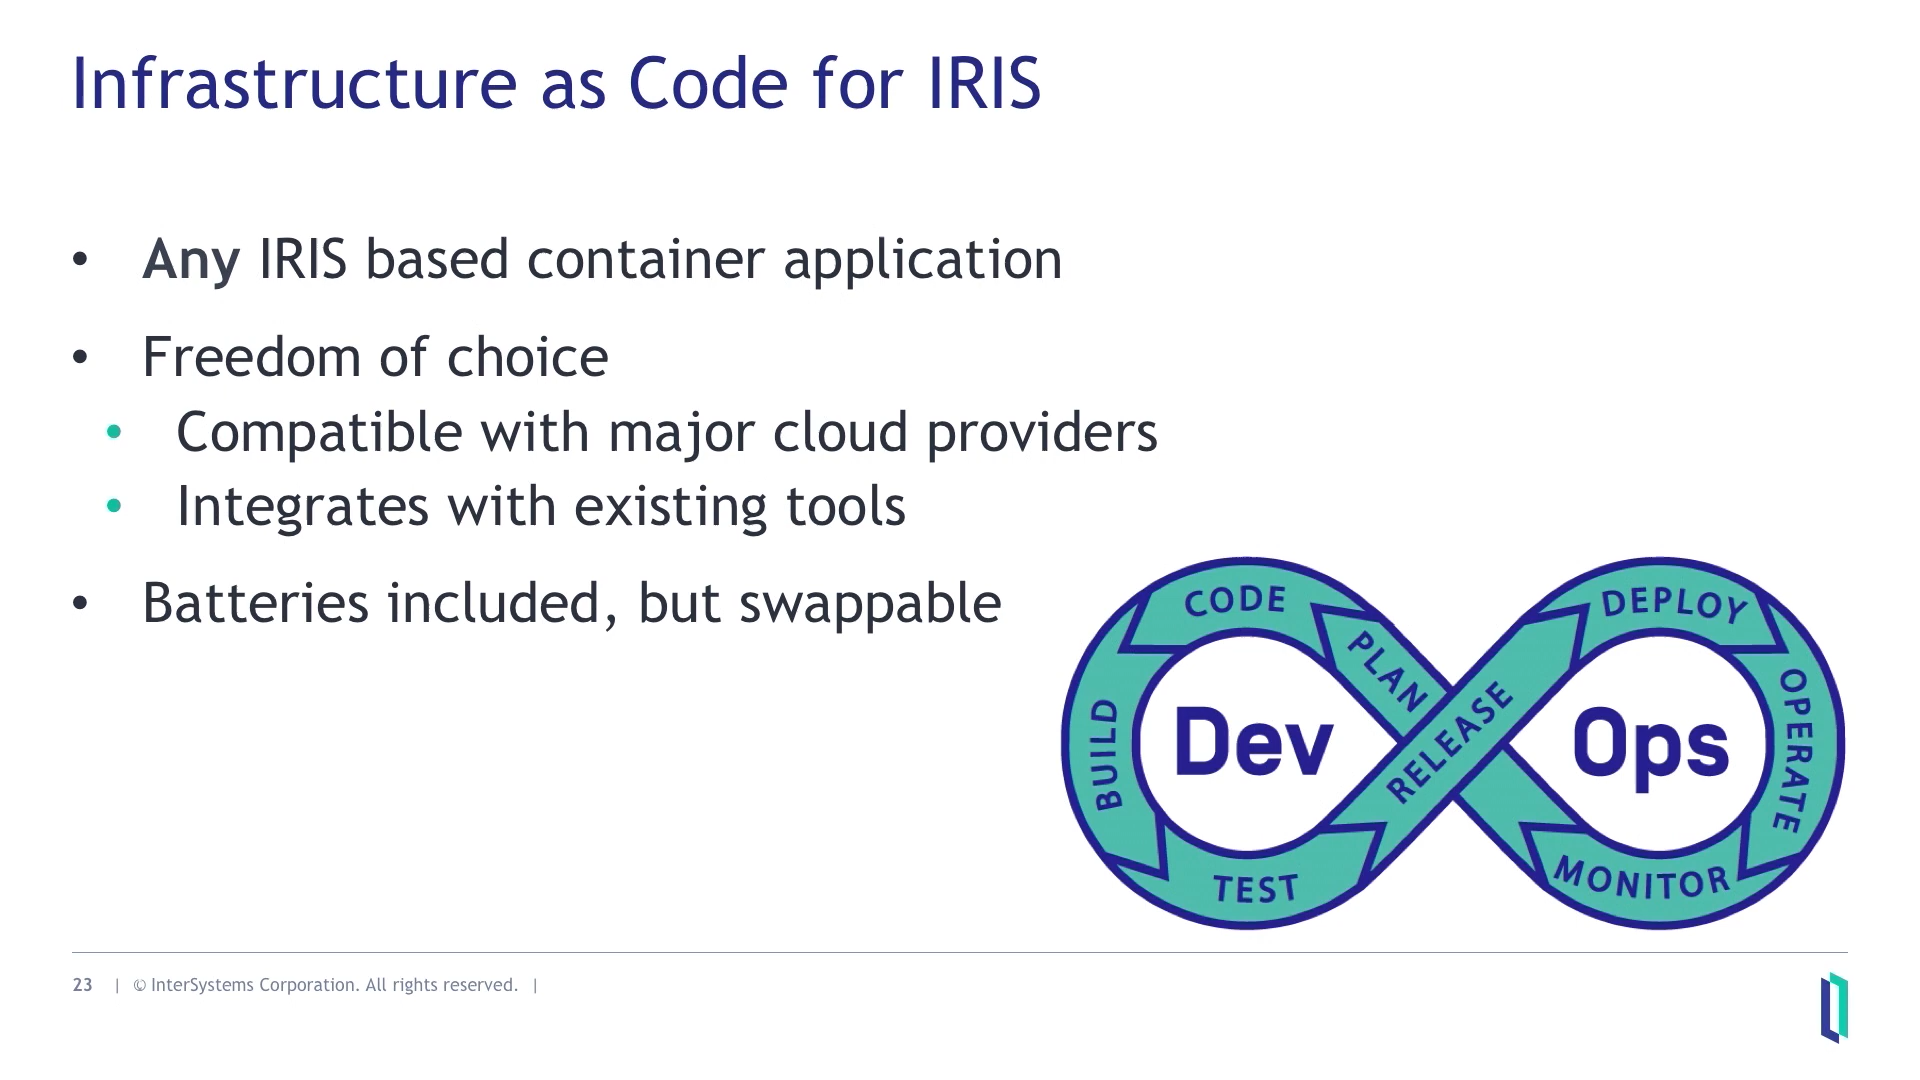 Infrastructure as Code for IRIS
• Any IRIS based container application
• Freedom of choice
• Compatible with major cloud providers
• Integrates with existing tools
• Batteries included, but swappable
CODE
PLAN
BUILD
TEST
RELEASE
DEPLOY
OPERATE
MONITOR
Dev
Ops
23 | © InterSystems Corporation. All rights reserved. |